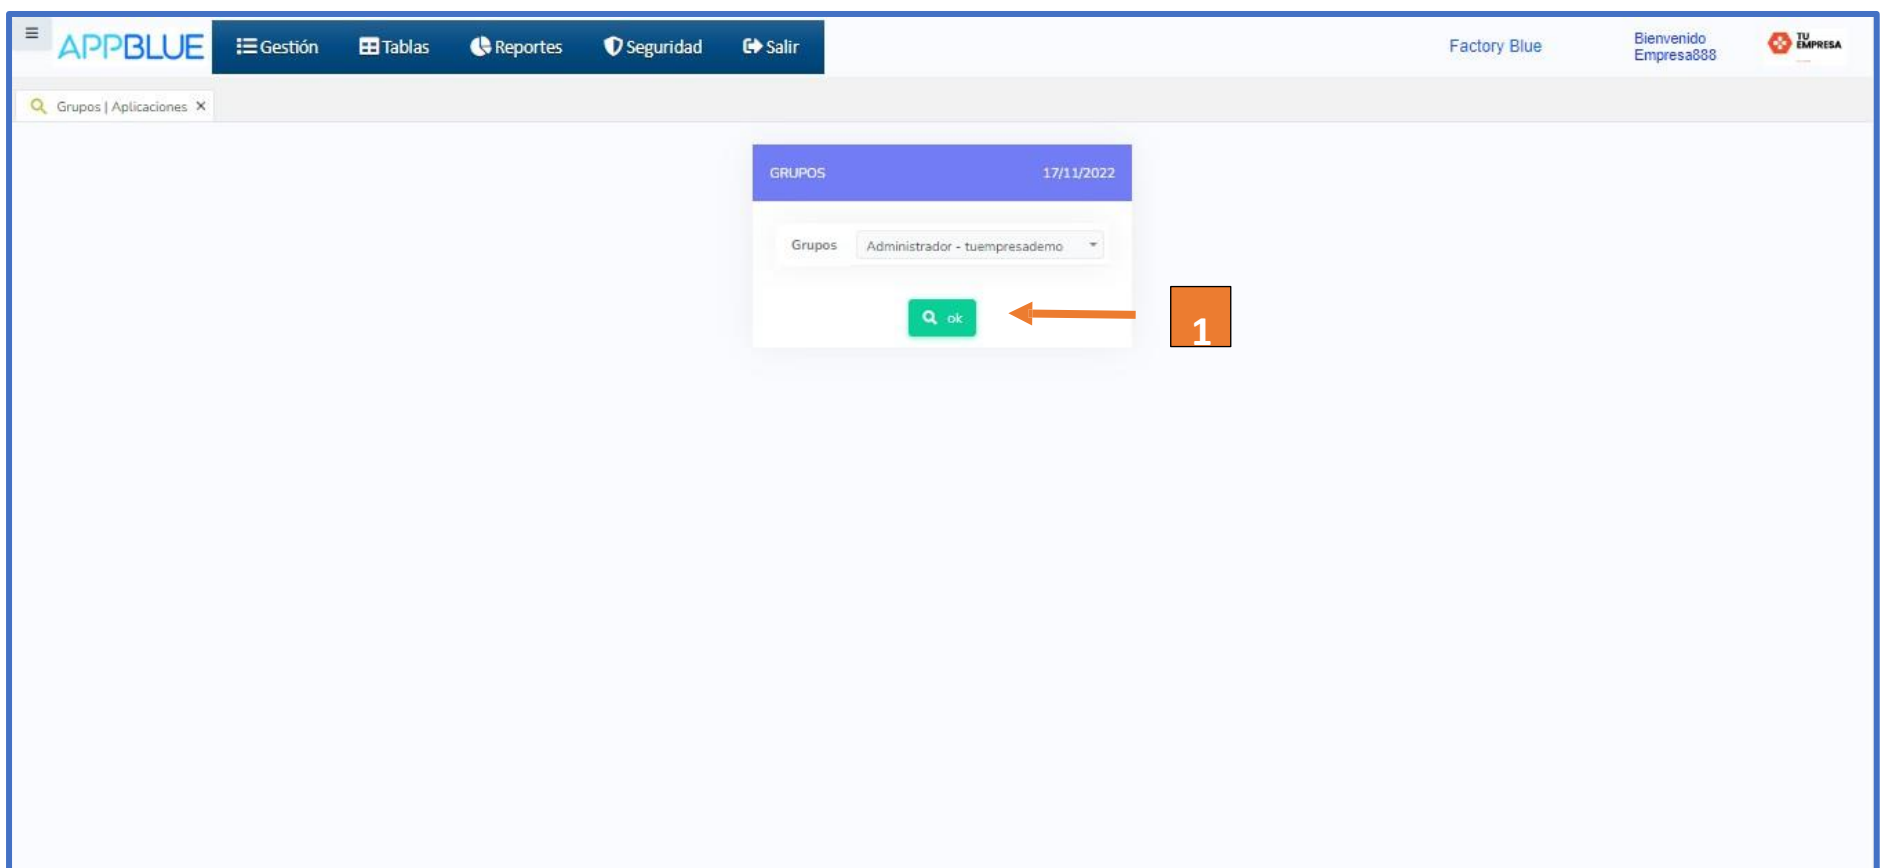 APPBLUE Gestión Tablas Reportes Seguridad Salir Factory Blue Bienvenido
Empresa888 TU
EMPRESA
Grupos | Aplicaciones
GRUPOS 17/11/2022
Grupos Administrador - tuempresademo
ok
1